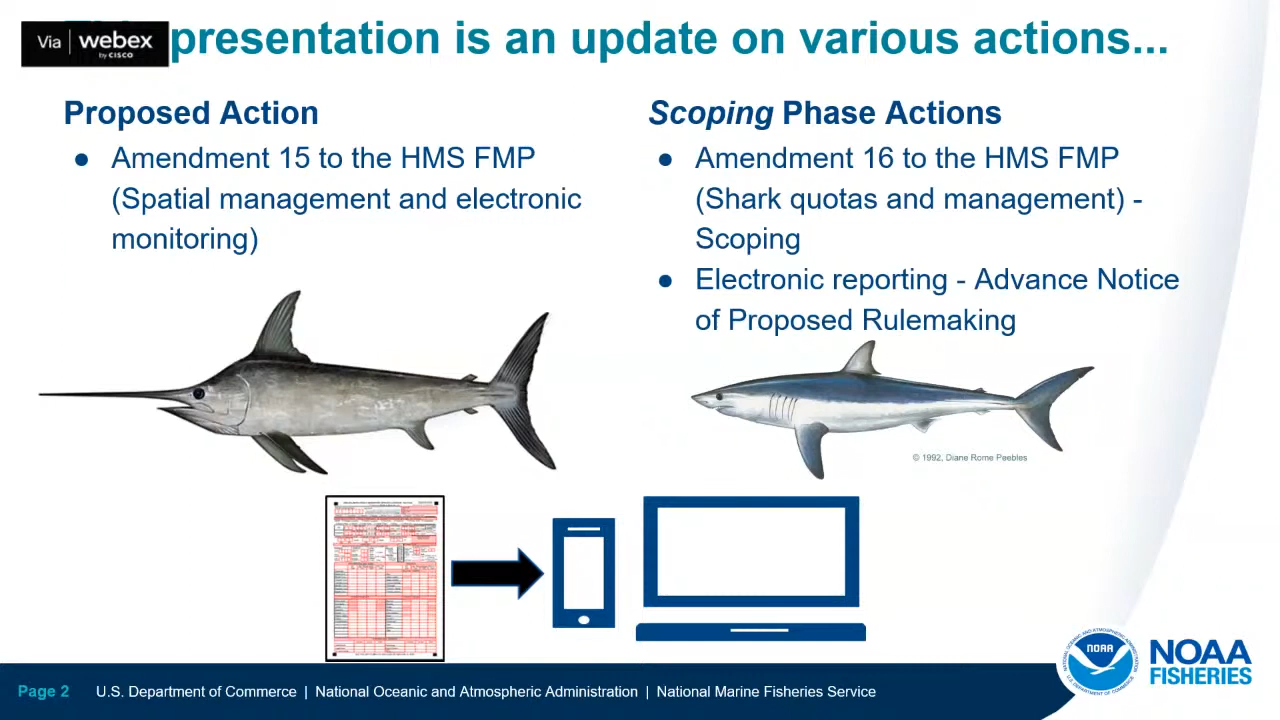 Via webex
by CISCO
presentation is an update on various actions...
Proposed Action
● Amendment 15 to the HMS FMP
(Spatial management and electronic
monitoring)
Scoping Phase Actions
● Amendment 16 to the HMS FMP
(Shark quotas and management) -
Scoping
● Electronic reporting - Advance Notice
of Proposed Rulemaking
© 1992, Diane Rome Peebles
NOAA
NOAA
FISHERIES
Page 2 U.S. Department of Commerce | National Oceanic and Atmospheric Administration | National Marine Fisheries Service